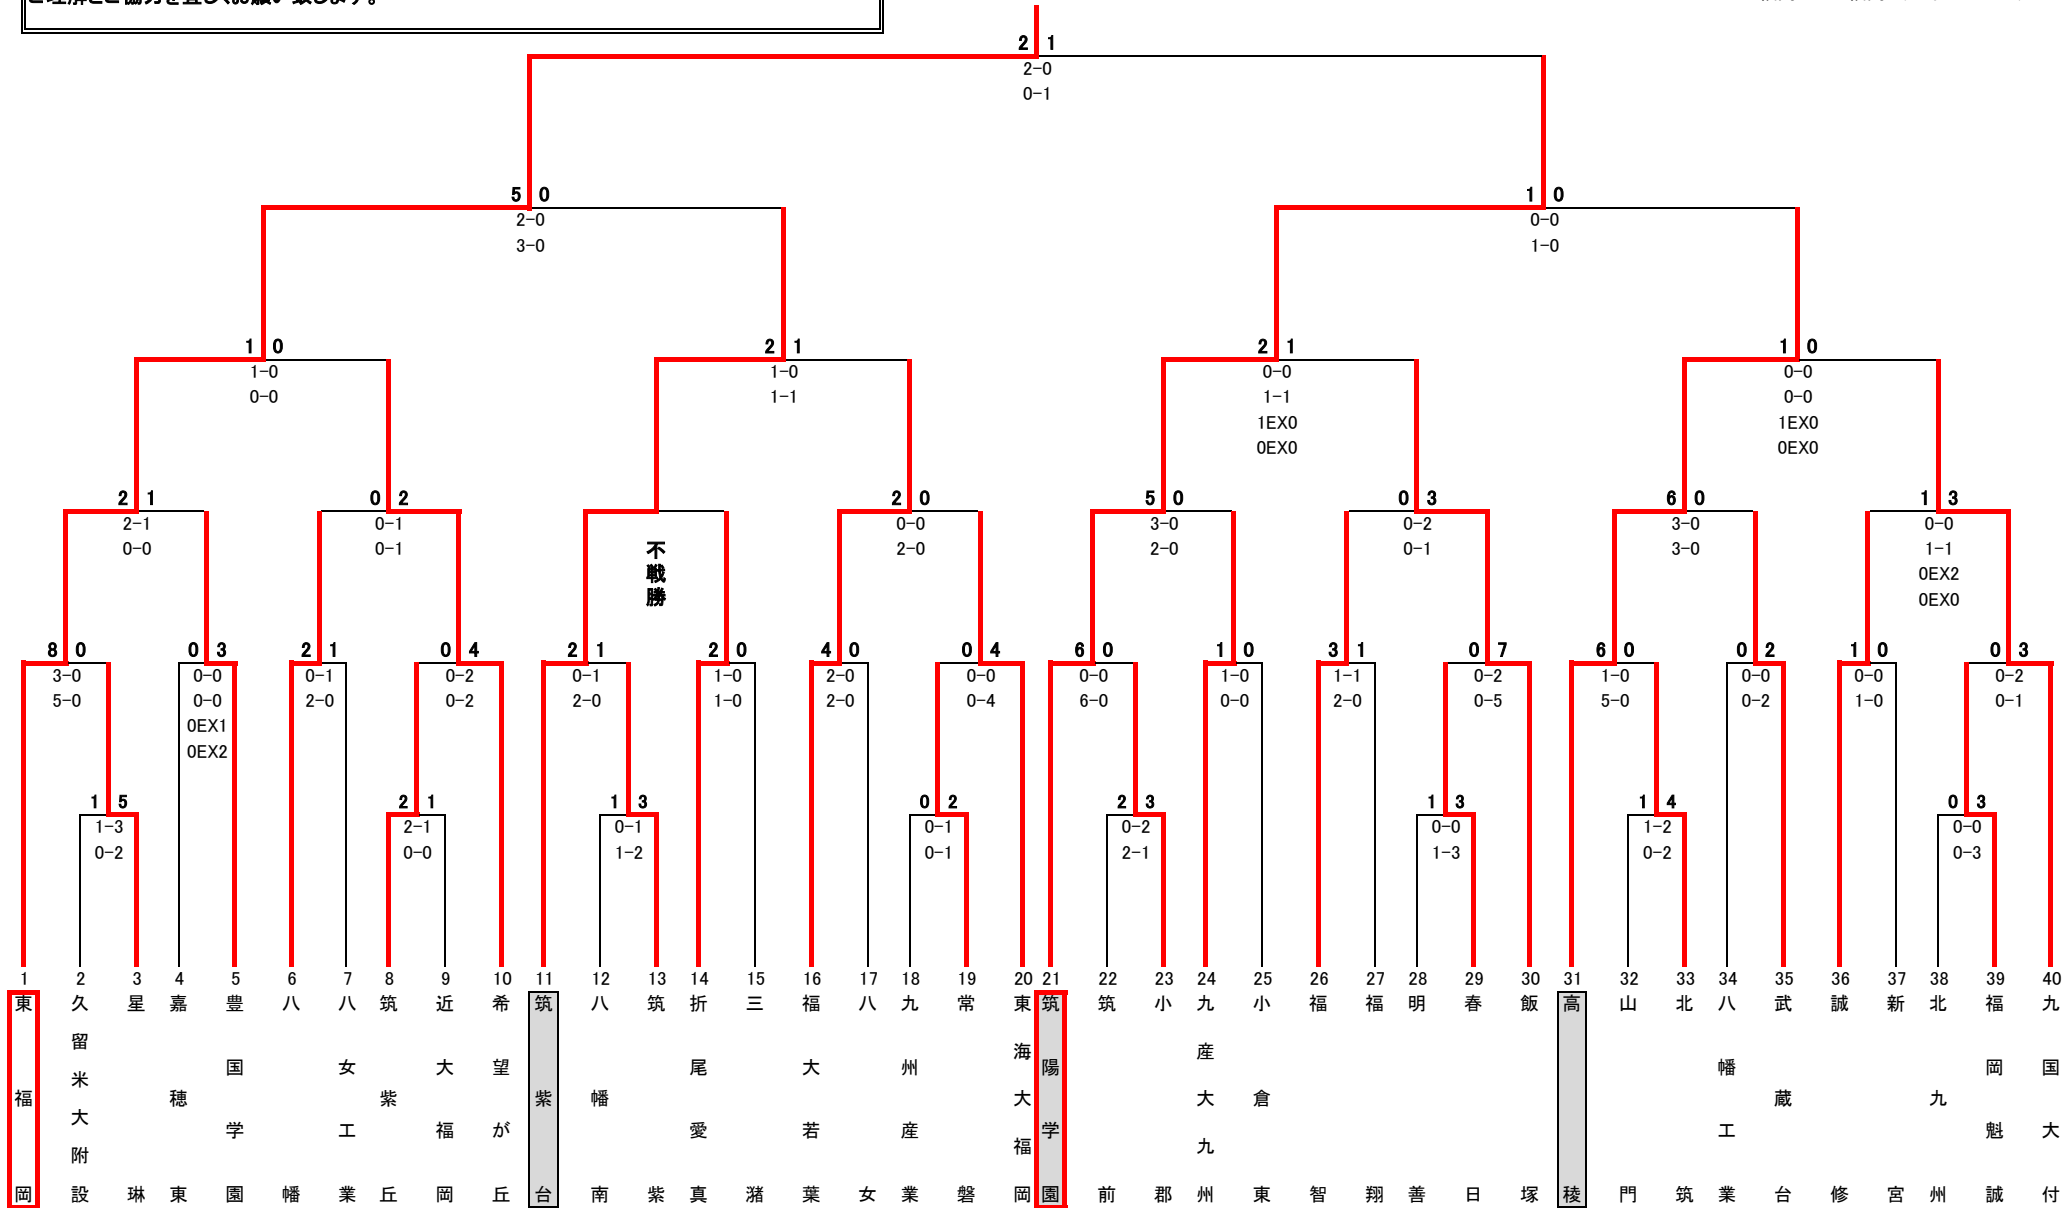 ご理解とご協力を宜しくお願い致します。
2 1
2-0
0-1
5 0
2-0
3-0
1 0
0-0
1-0
1 0
1-0
0-0
2 1
1-0
1-1
2 1
0-0
1-1
1EX0
0EX0
1 0
0-0
0-0
1EX0
0EX0
2 1
2-1
0-0
0 2
0-1
0-1
不戦勝
2 0
0-0
2-0
5 0
3-0
2-0
0 3
0-2
0-1
6 0
3-0
3-0
1 3
0-0
1-1
0EX2
0EX0
8 0
3-0
5-0
0 3
0-0
0-0
0EX1
0EX2
2 1
0-1
2-0
0 4
0-2
0-2
2 1
0-1
2-0
2 0
1-0
1-0
4 0
2-0
2-0
0 4
0-0
0-4
6 0
0-0
6-0
1 0
1-0
0-0
3 1
1-1
2-0
0 7
0-2
0-5
6 0
1-0
5-0
0 2
0-0
0-2
1 0
0-0
1-0
0 3
0-2
0-1
1 5
1-3
0-2
2 1
2-1
0-0
1 3
0-1
1-2
0 2
0-1
0-1
2 3
0-2
2-1
1 3
0-0
1-3
1 4
1-2
0-2
0 3
0-0
0-3
1 東福岡
2 久留米大附設
3 星琳
4 嘉穂東
5 豊国学園
6 八幡
7 八女工業
8 筑紫丘
9 近大福岡
10 希望が丘
11 筑紫台
12 八幡南
13 筑紫
14 折尾愛真
15 三潴
16 福大若葉
17 八女
18 九州産業
19 常磐
20 東海大福岡
21 筑陽学園
22 筑前
23 小郡
24 九産大九州
25 小倉東
26 福智
27 福翔
28 明善
29 春日
30 飯塚
31 高稜
32 山門
33 北筑
34 八幡工業
35 武蔵台
36 誠修
37 新宮
38 北九州
39 福岡魁誠
40 九国大付